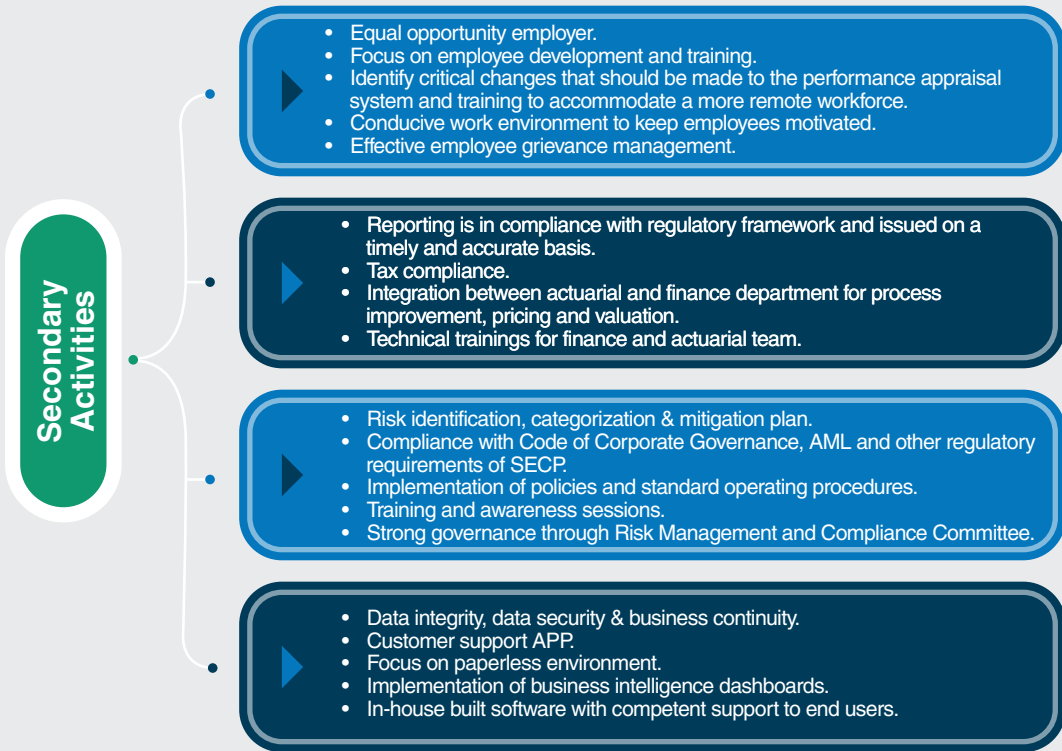 Secondary
Activities
• Equal opportunity employer.
• Focus on employee development and training.
• Identify critical changes that should be made to the performance appraisal
system and training to accommodate a more remote workforce.
• Conducive work environment to keep employees motivated.
• Effective employee grievance management.
• Reporting is in compliance with regulatory framework and issued on a
timely and accurate basis.
• Tax compliance.
• Integration between actuarial and finance department for process
improvement, pricing and valuation.
• Technical trainings for finance and actuarial team.
• Risk identification, categorization & mitigation plan.
• Compliance with Code of Corporate Governance, AML and other regulatory
requirements of SECP.
• Implementation of policies and standard operating procedures.
• Training and awareness sessions.
• Strong governance through Risk Management and Compliance Committee.
• Data integrity, data security & business continuity.
• Customer support APP.
• Focus on paperless environment.
• Implementation of business intelligence dashboards.
• In-house built software with competent support to end users.